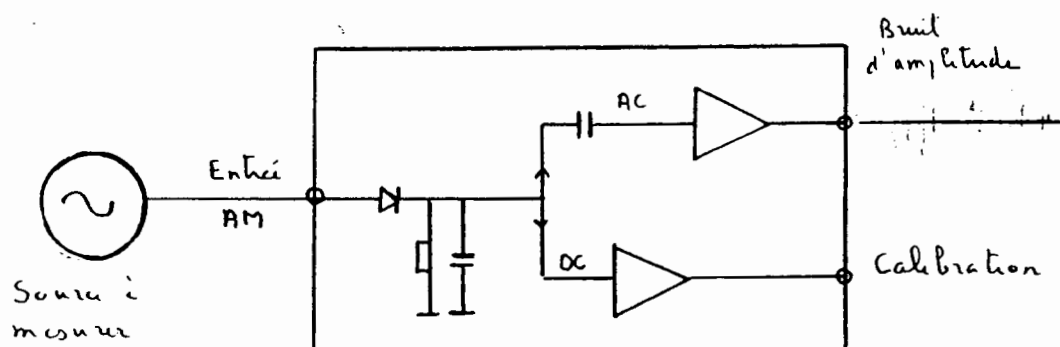 Bruit
d'amplitude
AC
Entrée
AM
DC
Calibration
Source à
mesurer